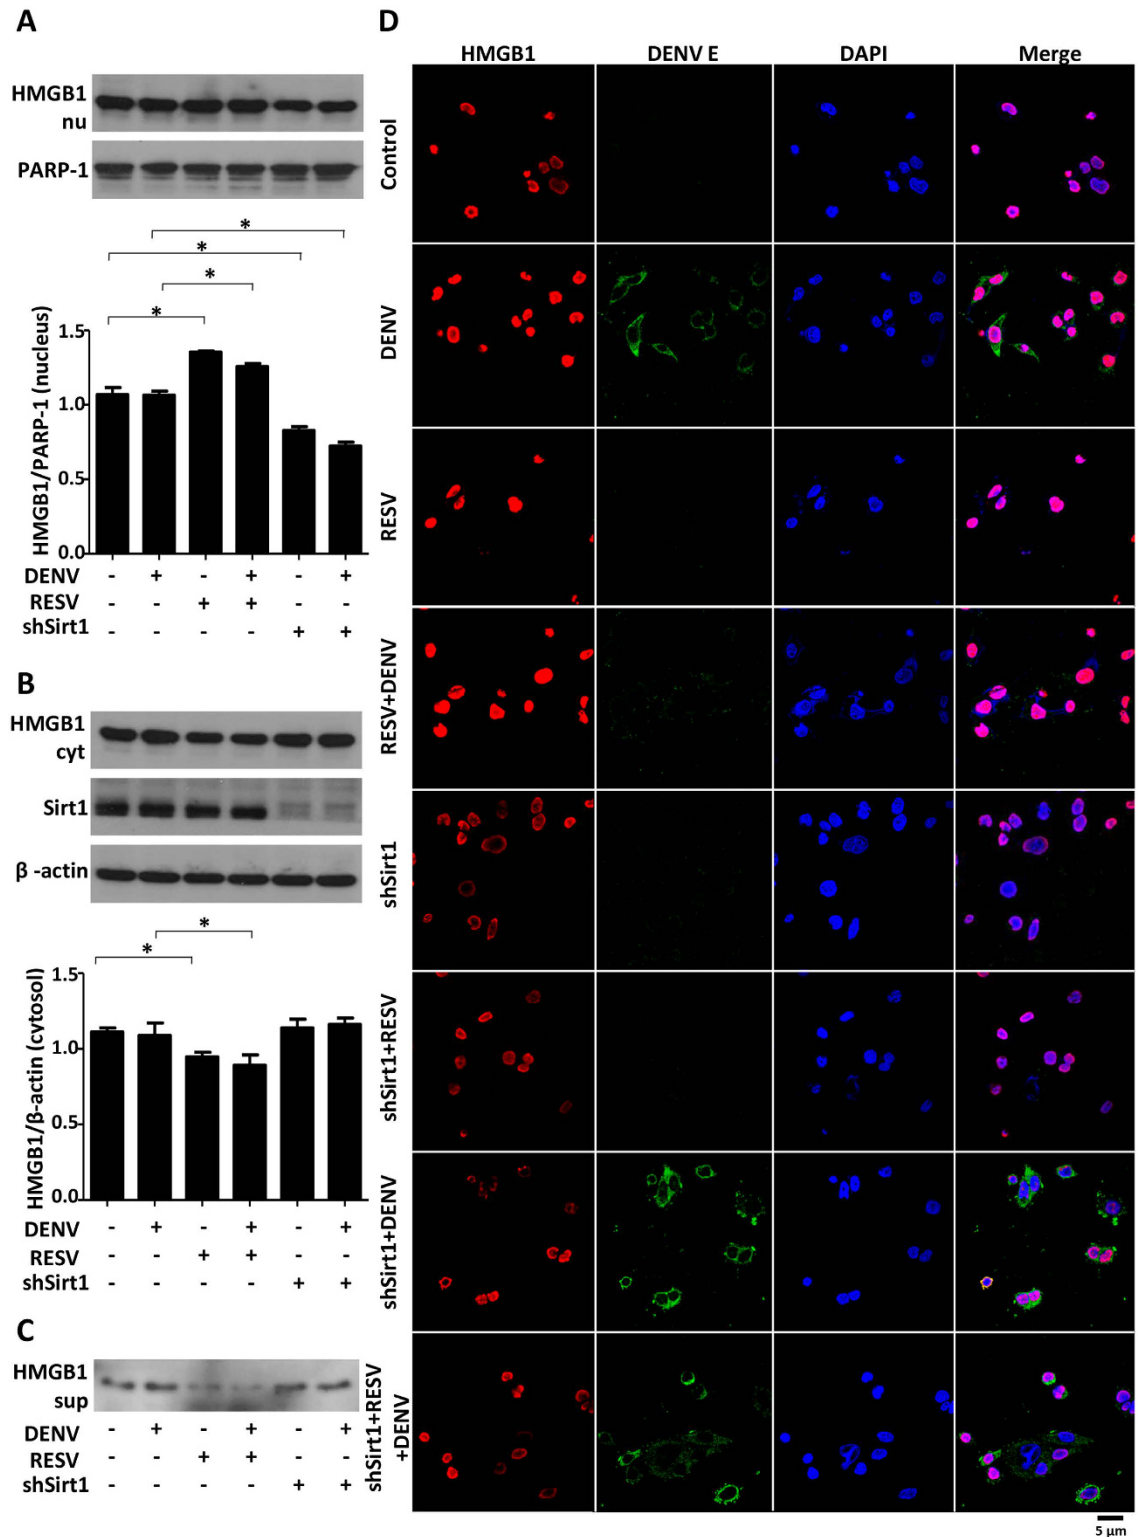 A
HMGB1
nu
PARP-1
*
*
*
*
HMGB1/PARP-1 (nucleus)
1.5
1.0
0.5
0.0
DENV - + - + - +
RESV - - + + - -
shSirt1 - - - - + +
B
HMGB1
cyt
Sirt1
β -actin
*
*
HMGB1/β-actin (cytosol)
1.5
1.0
0.5
0.0
DENV - + - + - +
RESV - - + + - -
shSirt1 - - - - + +
C
HMGB1
sup
DENV - + - + - +
RESV - - + + - -
shSirt1 - - - - + +
D
HMGB1 DENV E DAPI Merge
Control
DENV
RESV
RESV+DENV
shSirt1
shSirt1+RESV
shSirt1+DENV
shSirt1+RESV
+DENV
5 µm